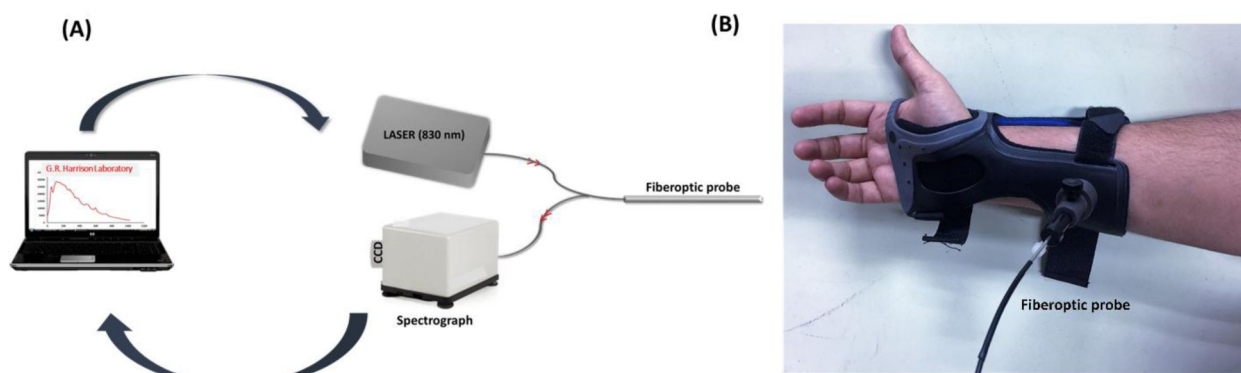 (A)
(B)
G.R. Harrison Laboratory
LASER (830 nm)
Fiberoptic probe
CCD
Spectrograph
Fiberoptic probe